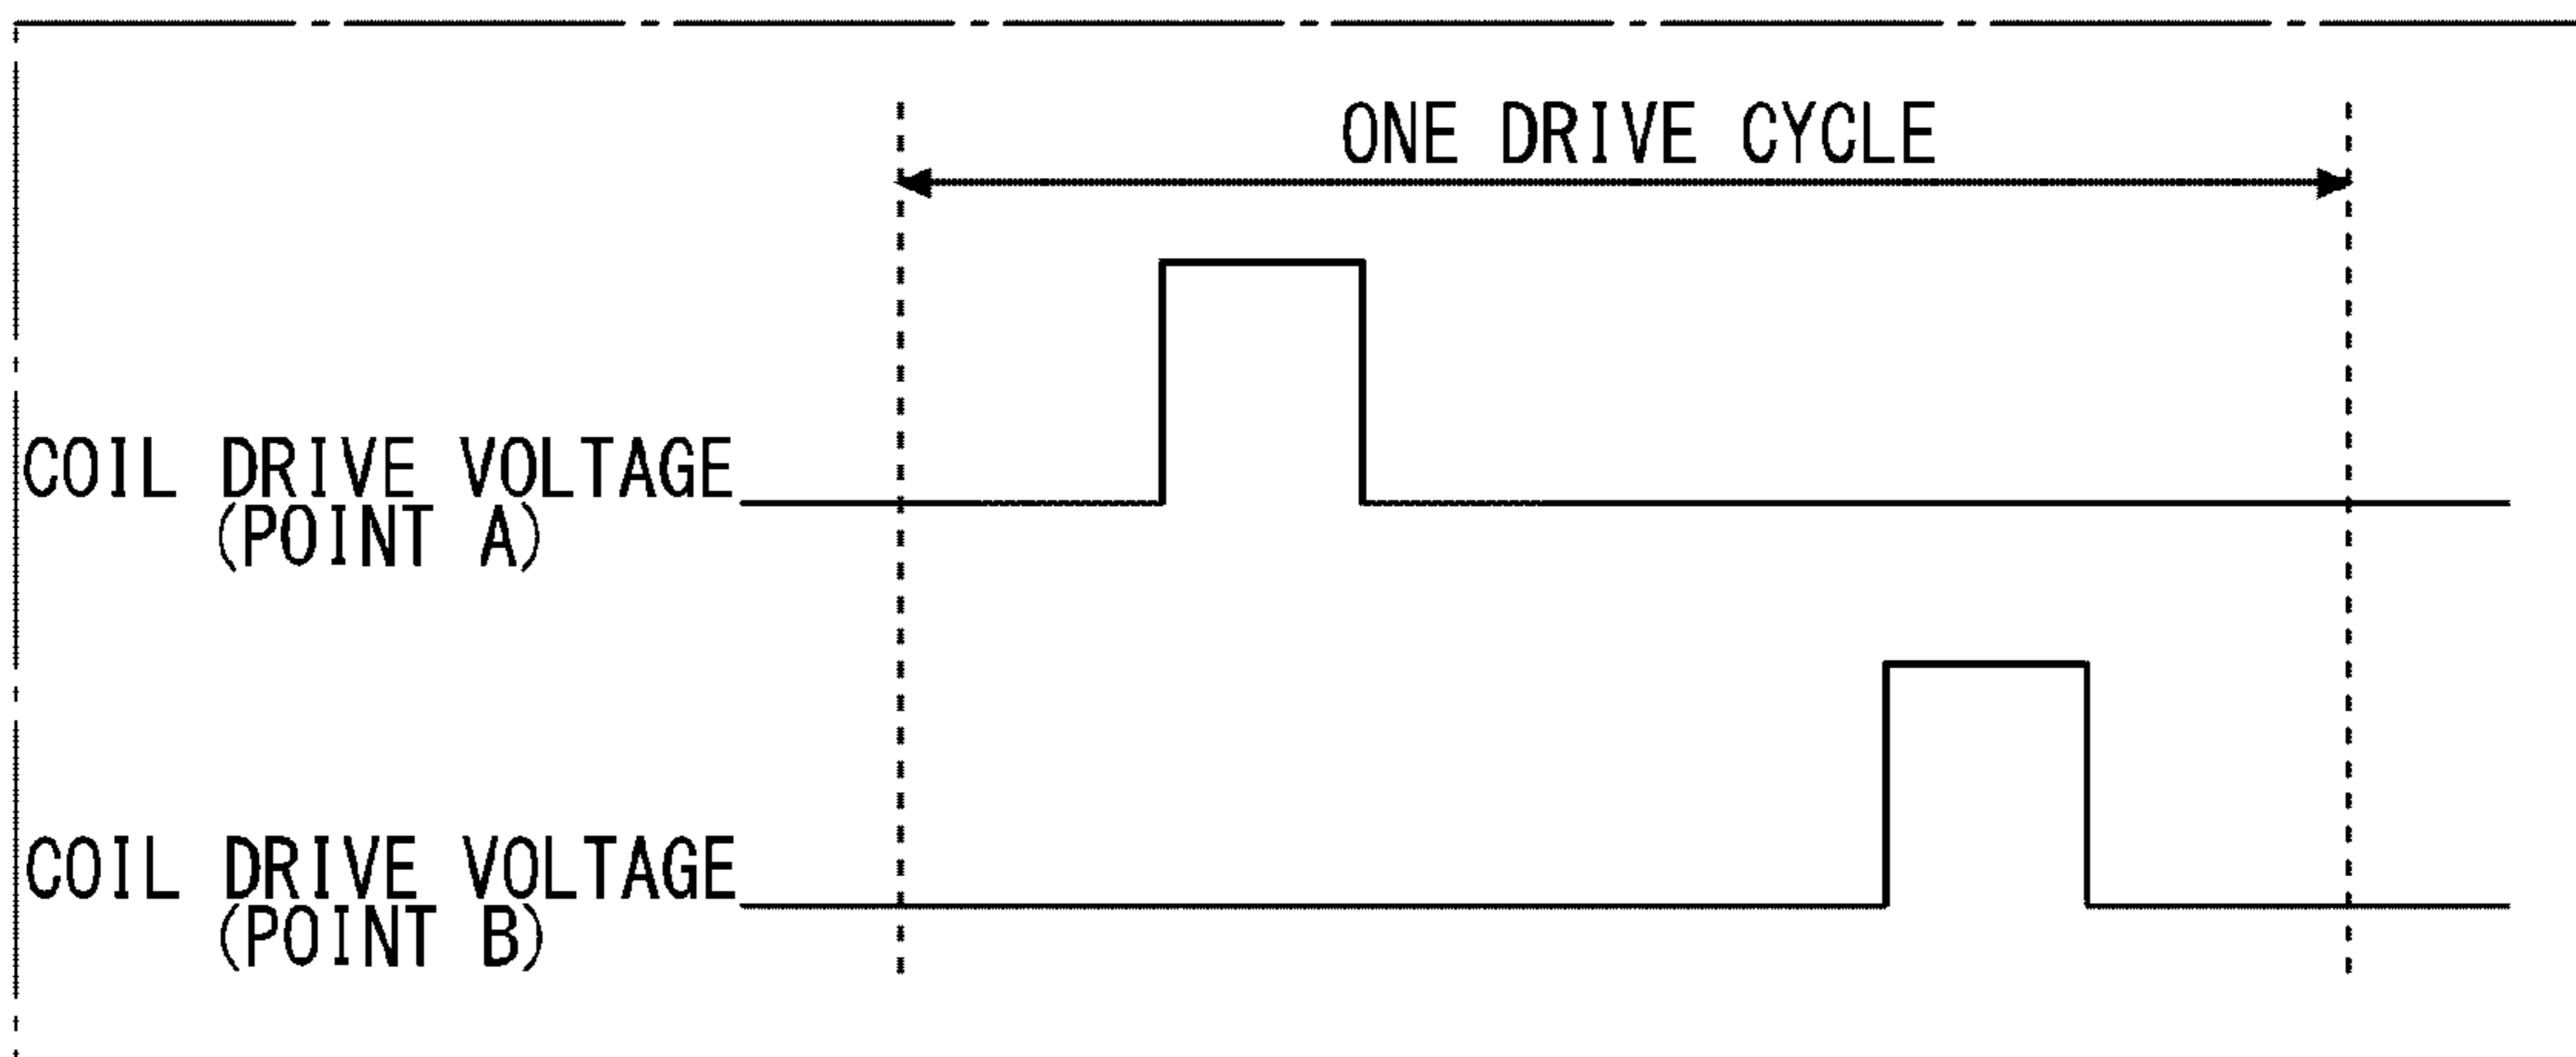 ONE DRIVE CYCLE
COIL DRIVE VOLTAGE
(POINT A)
COIL DRIVE VOLTAGE
(POINT B)